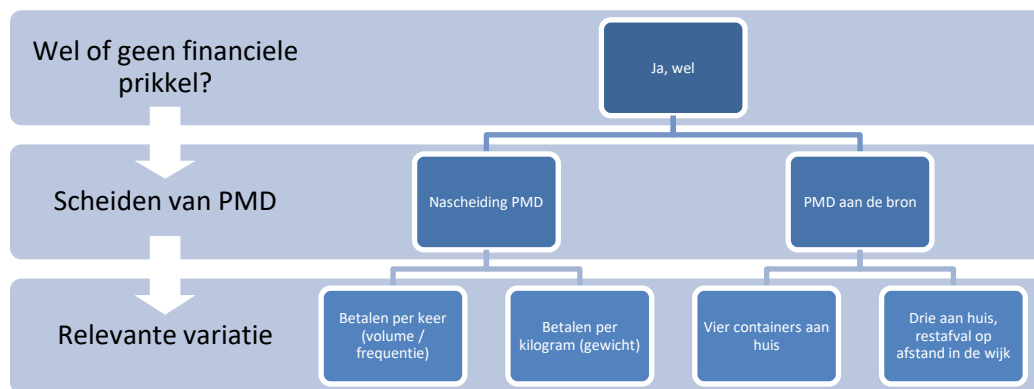 Wel of geen financiele
prikkel?
Ja, wel
Scheiden van PMD
Nascheiding PMD
PMD aan de bron
Relevante variatie
Betalen per keer
(volume /
frequentie)
Betalen per
kilogram (gewicht)
Vier containers aan
huis
Drie aan huis,
restafval op
afstand in de wijk